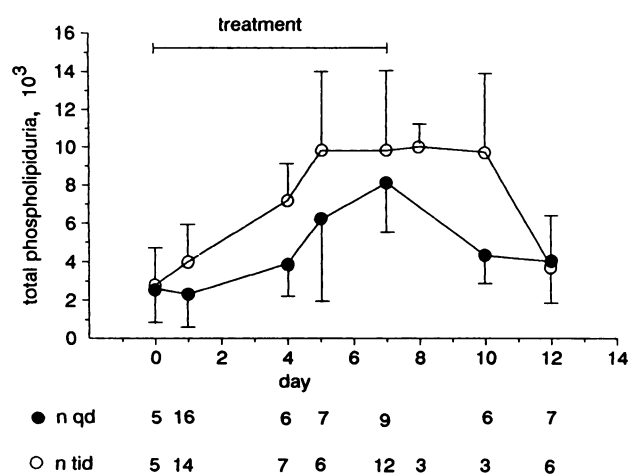 treatment
total phospholipiduria, 10³
16
14
12
10
8
6
4
2
0
0 2 4 6 8 10 12 14
day
● n qd 5 16 6 7 9 6 7
○ n tid 5 14 7 6 12 3 3 6